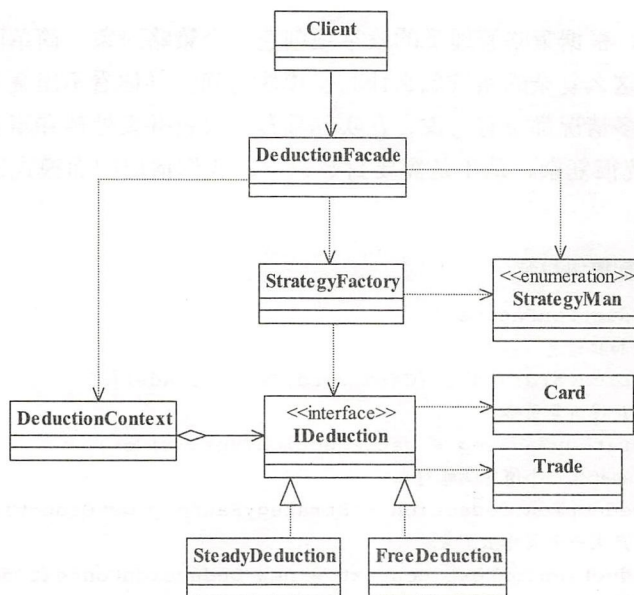 Client
DeductionFacade
StrategyFactory
<<enumeration>>
StrategyMan
DeductionContext
<<interface>>
IDeduction
Card
Trade
SteadyDeduction
FreeDeduction